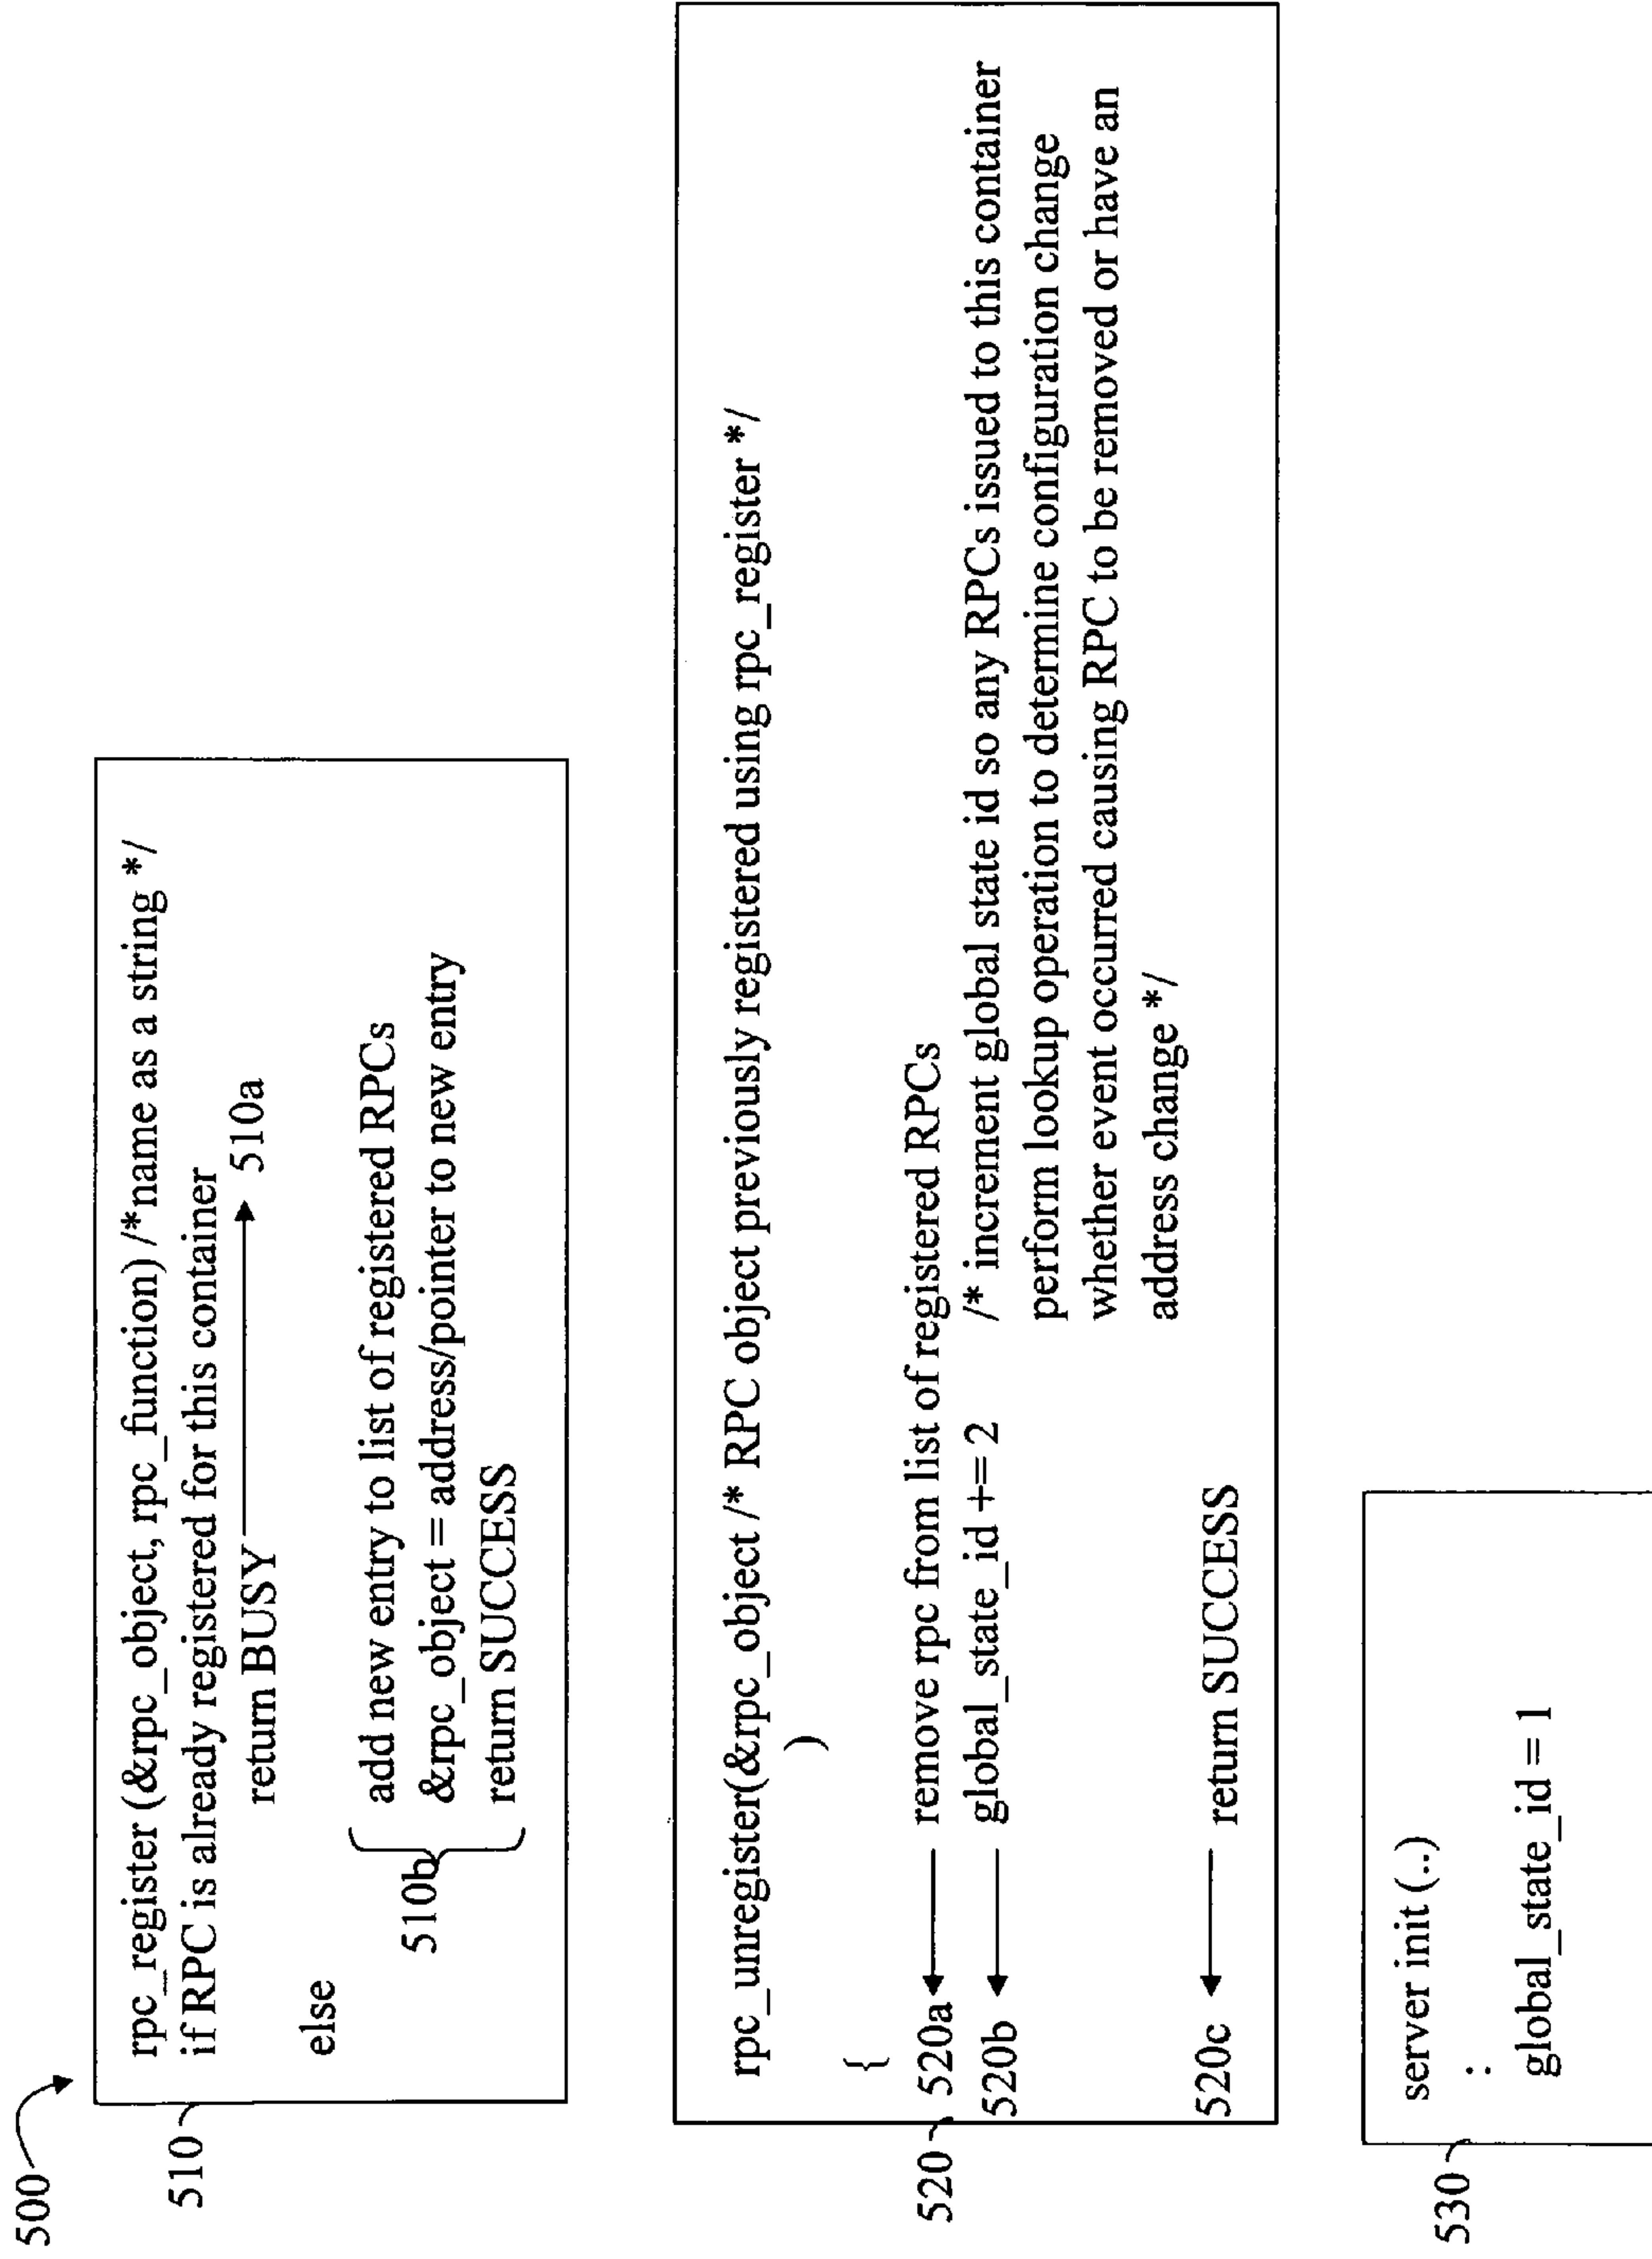 500
510
rpc_register (&rpc_object, rpc_function) /*name as a string */
if RPC is already registered for this container
return BUSY 510a
else
510b
add new entry to list of registered RPCs
&rpc_object = address/pointer to new entry
return SUCCESS
520
rpc_unregister(&rpc_object /* RPC object previously registered using rpc_register */
)
{
520a remove rpc from list of registered RPCs
520b global_state_id += 2 /* increment global state id so any RPCs issued to this container
perform lookup operation to determine configuration change
whether event occurred causing RPC to be removed or have an
address change */
520c return SUCCESS
530
server init (..)
:
global_state_id = 1